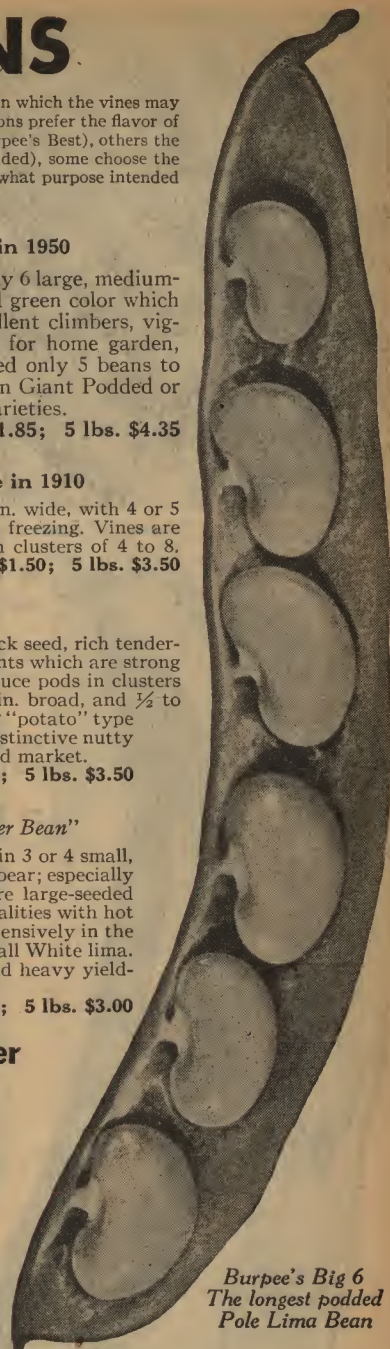 NS
n which the vines may
ons prefer the flavor of
pee's Best), others the
ded), some choose the
what purpose intended
in 1950
y 6 large, medium-
l green color which
llent climbers, vig-
for home garden,
ed only 5 beans to
n Giant Podded or
arieties.
1.85; 5 lbs. $4.35
e in 1910
n. wide, with 4 or 5
freezing. Vines are
n clusters of 4 to 8.
$1.50; 5 lbs. $3.50
ck seed, rich tender-
nts which are strong
uce pods in clusters
in. broad, and ½ to
"potato" type
stinctive nutty
d market.
; 5 lbs. $3.50
er Bean"
in 3 or 4 small,
bear; especially
re large-seeded
alities with hot
ensively in the
all White lima.
d heavy yield-
; 5 lbs. $3.00
er
Burpee's Big 6
The longest podded
Pole Lima Bean